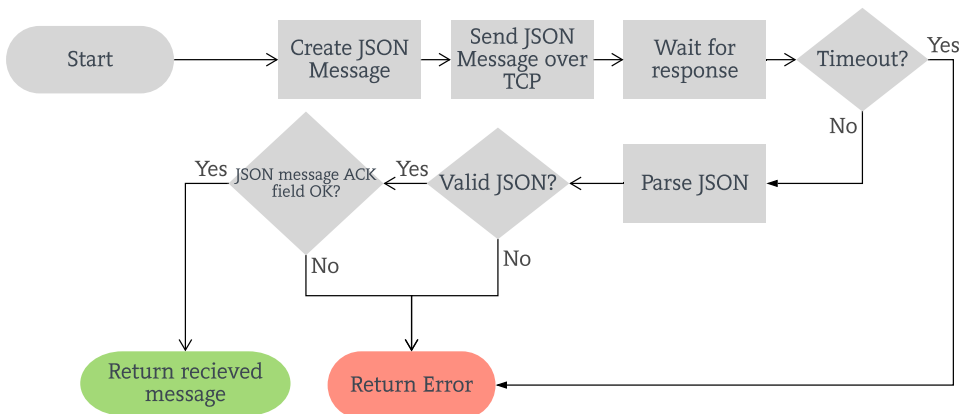 Start
Create JSON
Message
Send JSON
Message over
TCP
Wait for
response
Timeout?
Yes
No
Parse JSON
Valid JSON?
Yes
No
JSON message ACK
field OK?
Yes
No
Return recieved
message
Return Error